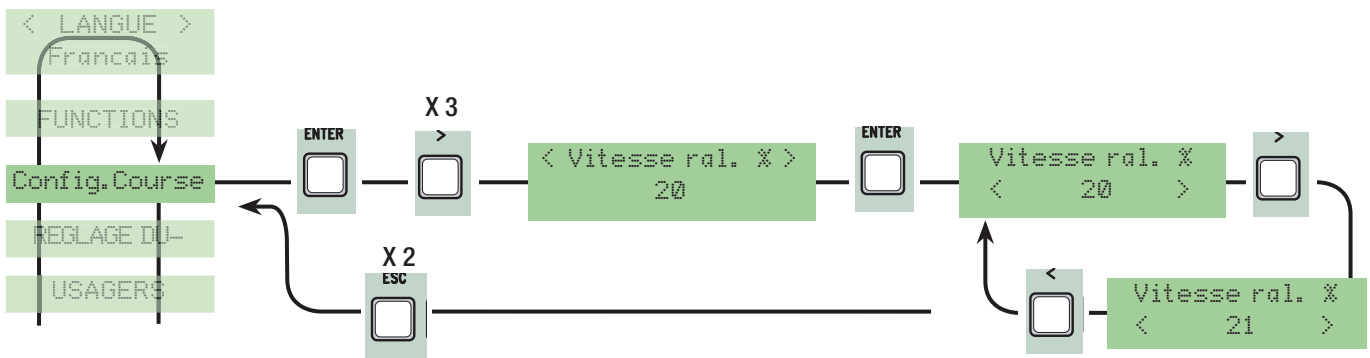 < LANGUE >
Francais
FUNCTIONS
Config.Course
REGLAGE DU-
USAGERS
ENTER
X 3
>
< Vitesse ral. % >
20
ENTER
Vitesse ral. %
< 20 >
>
<
Vitesse ral. %
< 21 >
X 2
ESC